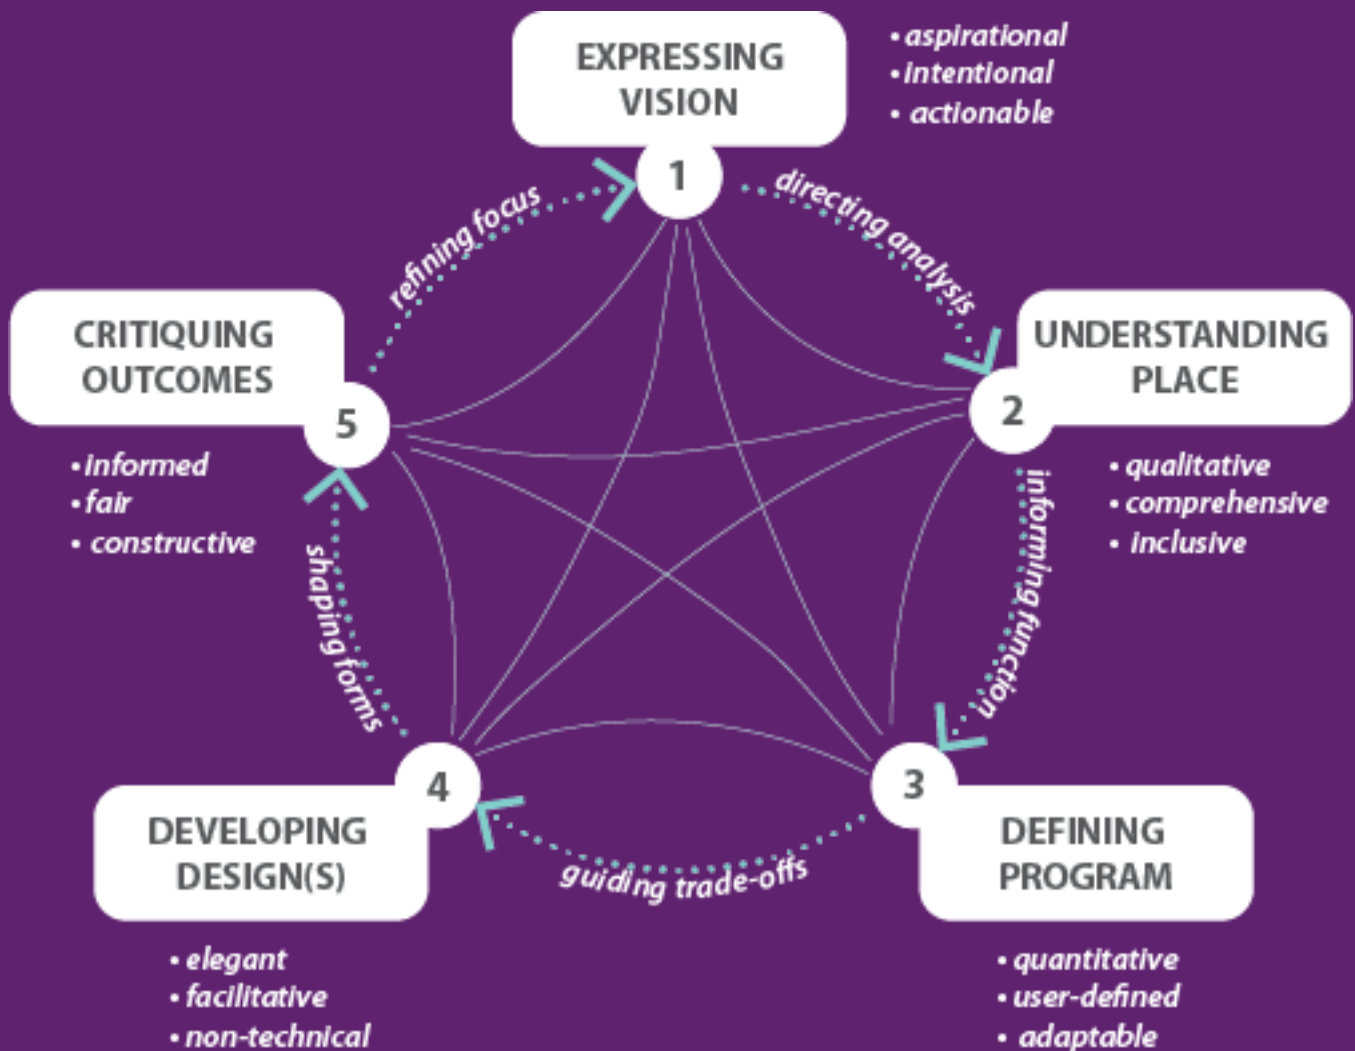 EXPRESSING
VISION
• aspirational
• intentional
• actionable
1
directing analysis
UNDERSTANDING
PLACE
2
• qualitative
• comprehensive
• inclusive
informing function
3
DEFINING
PROGRAM
• quantitative
• user-defined
• adaptable
guiding trade-offs
4
DEVELOPING
DESIGN(S)
• elegant
• facilitative
• non-technical
shaping forms
CRITIQUING
OUTCOMES
5
• informed
• fair
• constructive
refining focus